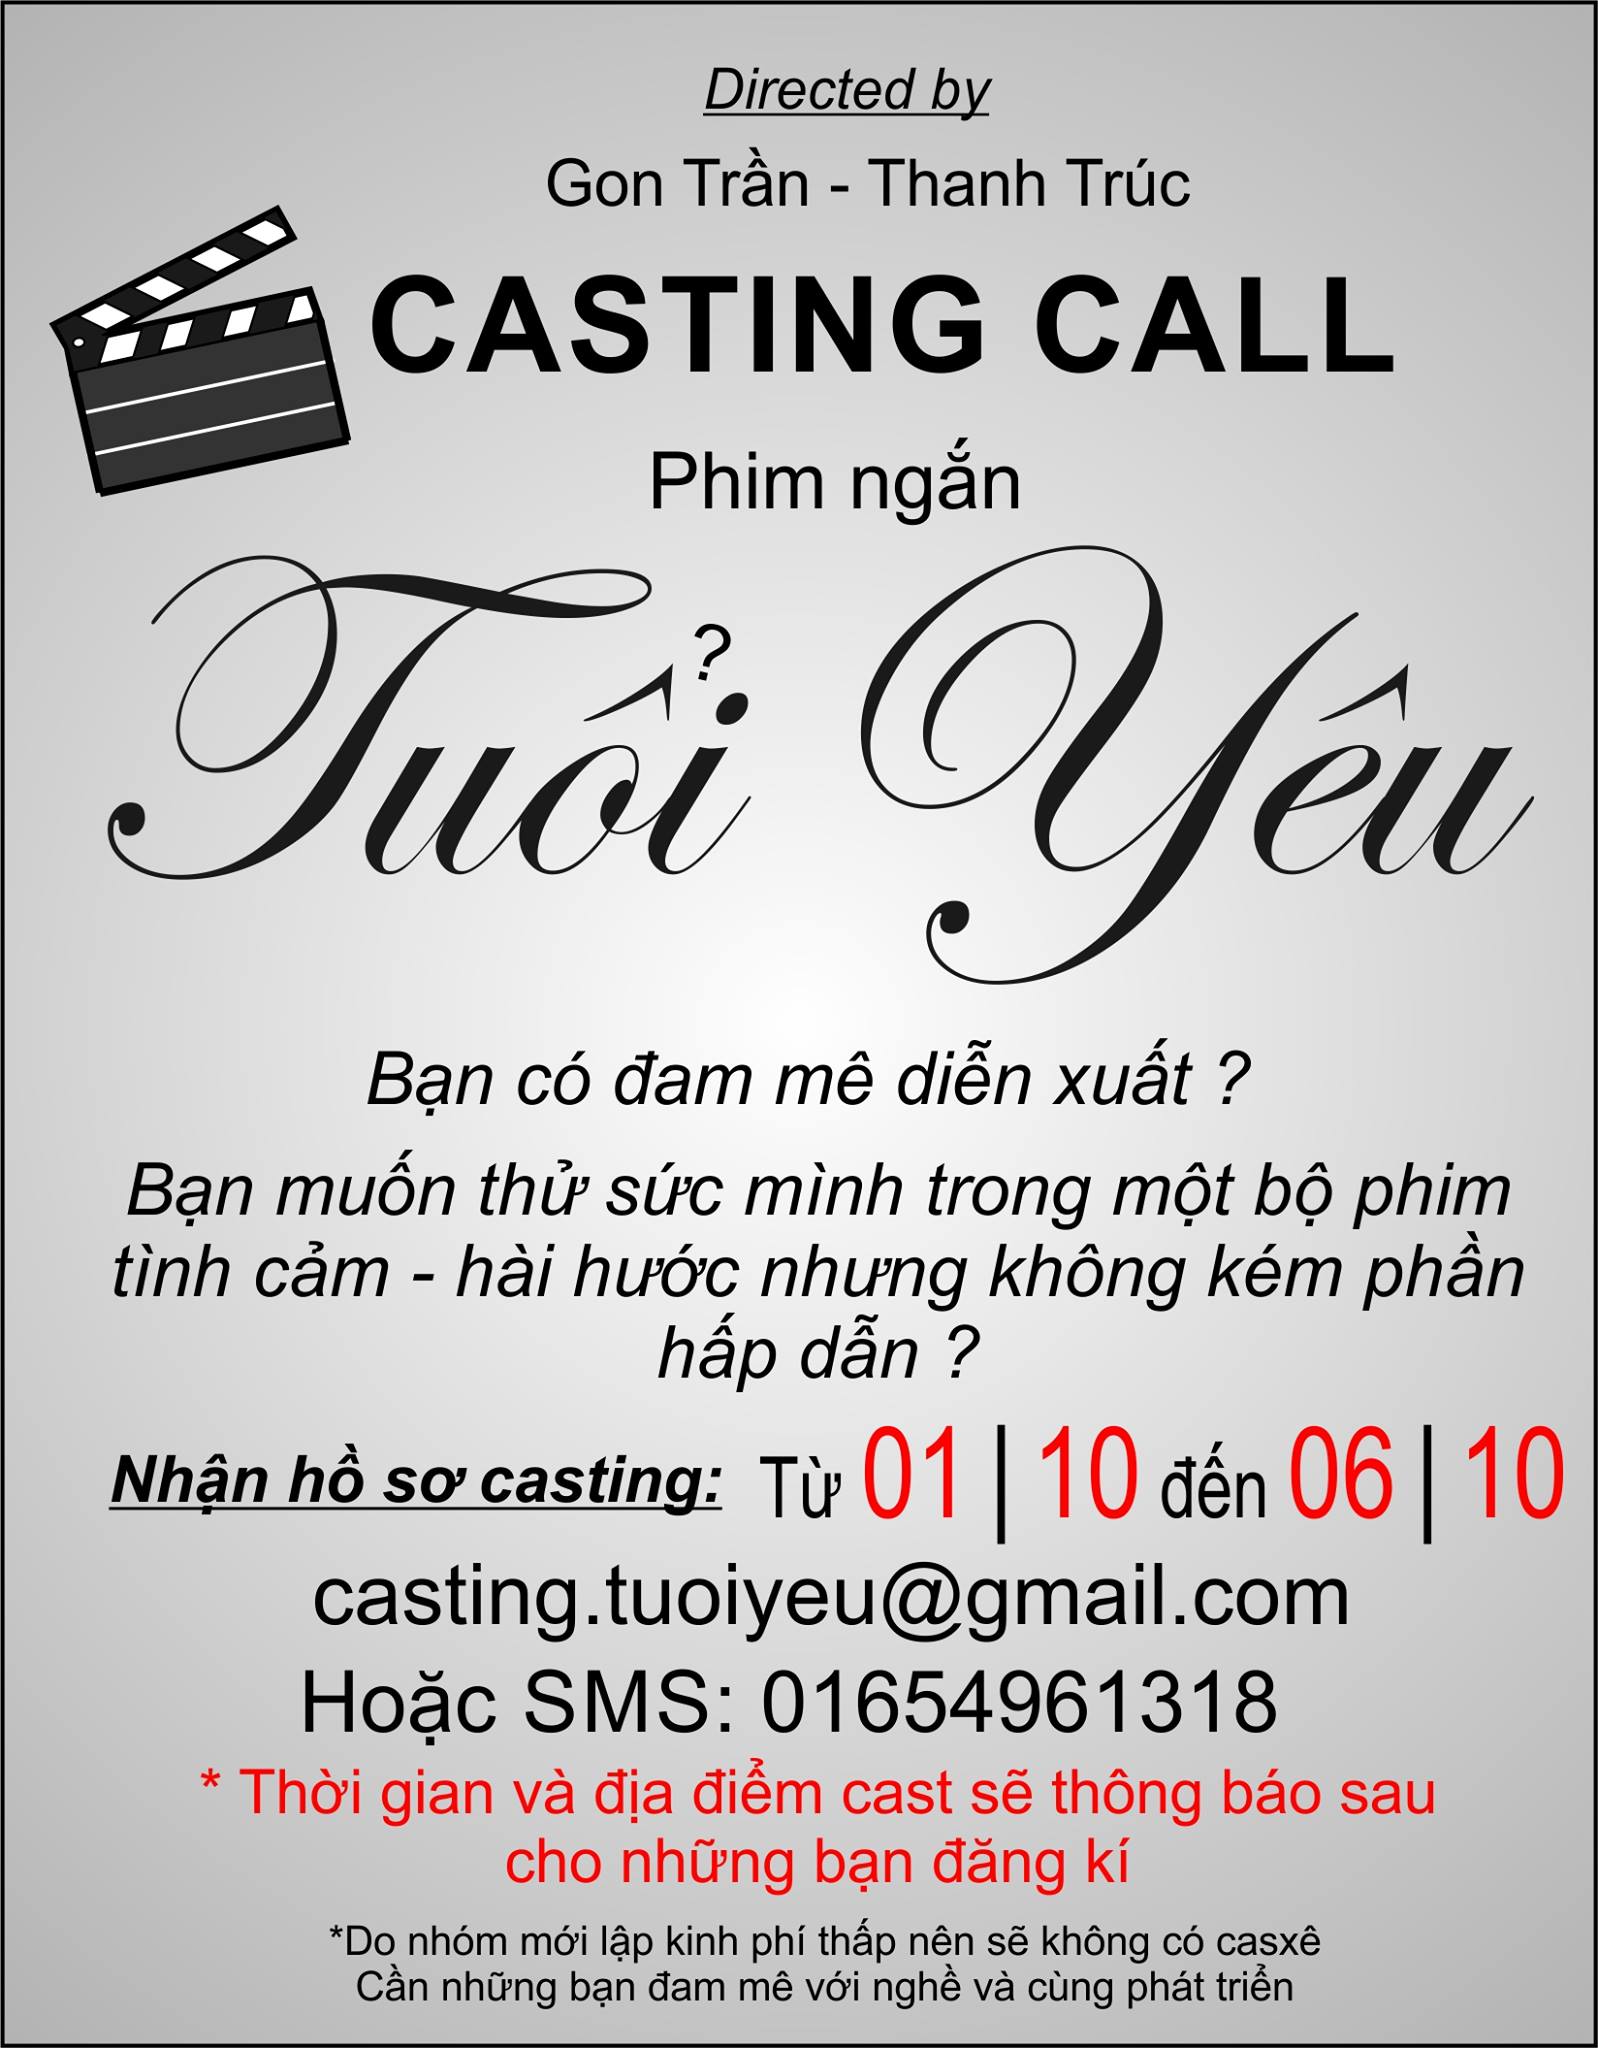 Directed by
Gon Trần - Thanh Trúc
CASTING CALL
Phim ngắn
Tuổi Yêu
Bạn có đam mê diễn xuất ?
Bạn muốn thử sức mình trong một bộ phim
tình cảm - hài hước nhưng không kém phần
hấp dẫn ?
Nhận hồ sơ casting: Từ 01 | 10 đến 06 | 10
casting.tuoiyeu@gmail.com
Hoặc SMS: 01654961318
* Thời gian và địa điểm cast sẽ thông báo sau
cho những bạn đăng kí
*Do nhóm mới lập kinh phí thấp nên sẽ không có casxê
Cần những bạn đam mê với nghề và cùng phát triển